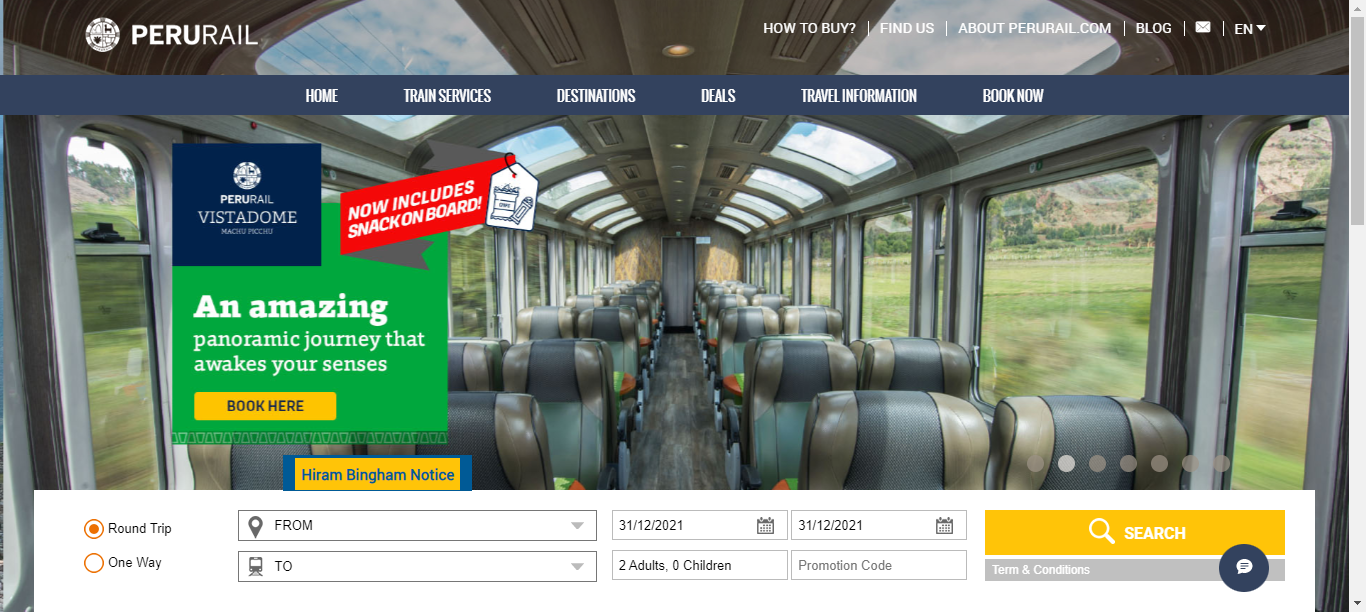 PERURAIL
HOW TO BUY?
FIND US
ABOUT PERURAIL.COM
BLOG
EN
HOME
TRAIN SERVICES
DESTINATIONS
DEALS
TRAVEL INFORMATION
BOOK NOW
PERURAIL
VISTADOME
MACHU PICCHU
NOW INCLUDES
SNACK ON BOARD!
An amazing
panoramic journey that
awakes your senses
BOOK HERE
Hiram Bingham Notice
Round Trip
One Way
FROM
TO
31/12/2021
31/12/2021
2 Adults, 0 Children
Promotion Code
SEARCH
Term & Conditions